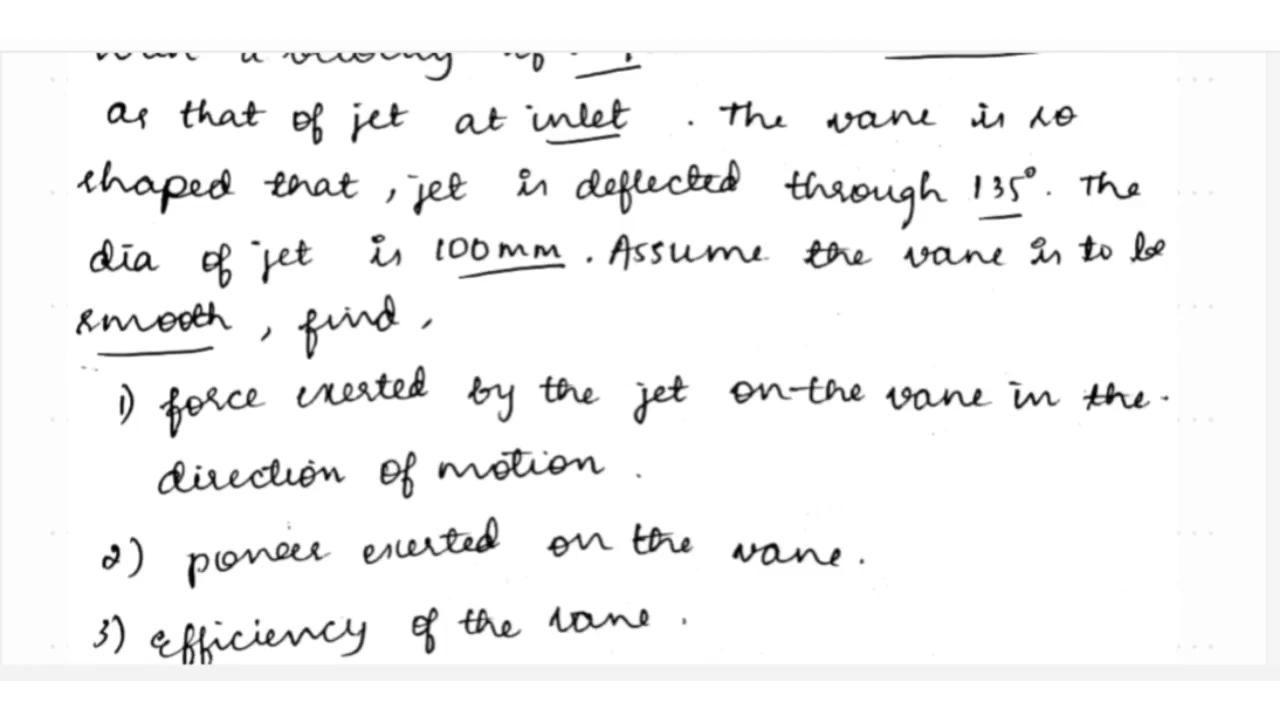 as that of jet at inlet . The vane is so
shaped that , jet is deflected through 135°. The
dia of jet is 100mm . Assume the vane is to be
smooth , find ,
1) force exerted by the jet on the vane in the
direction of motion .
2) power exerted on the vane .
3) efficiency of the vane .